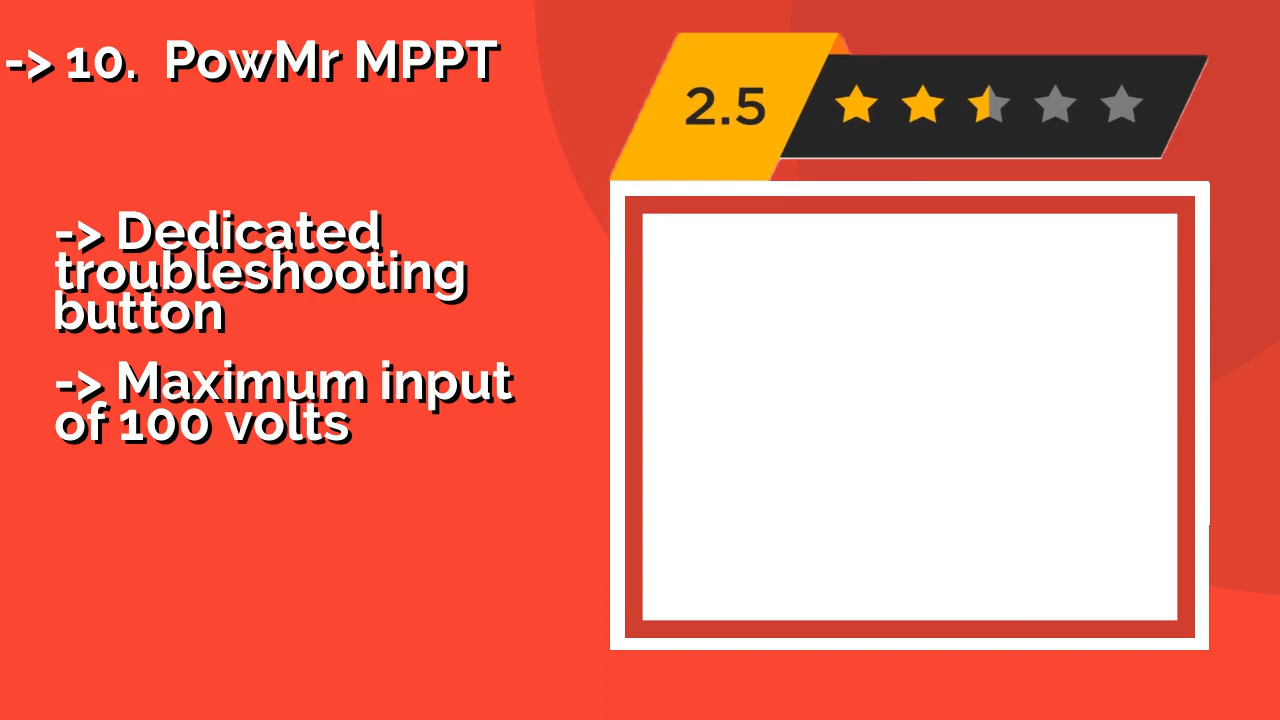 -> 10.  PowMr MPPT
2.5
-> Dedicated
troubleshooting
button
-> Maximum input
of 100 volts